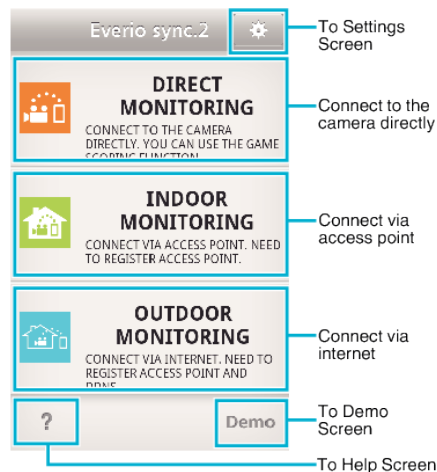 Everio sync.2
To Settings
Screen
DIRECT
MONITORING
CONNECT TO THE CAMERA
DIRECTLY. YOU CAN USE THE GAME
SCORING FUNCTION.
Connect to the
camera directly
INDOOR
MONITORING
CONNECT VIA ACCESS POINT. NEED
TO REGISTER ACCESS POINT.
Connect via
access point
OUTDOOR
MONITORING
CONNECT VIA INTERNET. NEED TO
REGISTER ACCESS POINT AND
DDNS.
Connect via
internet
?
Demo
To Demo
Screen
To Help Screen